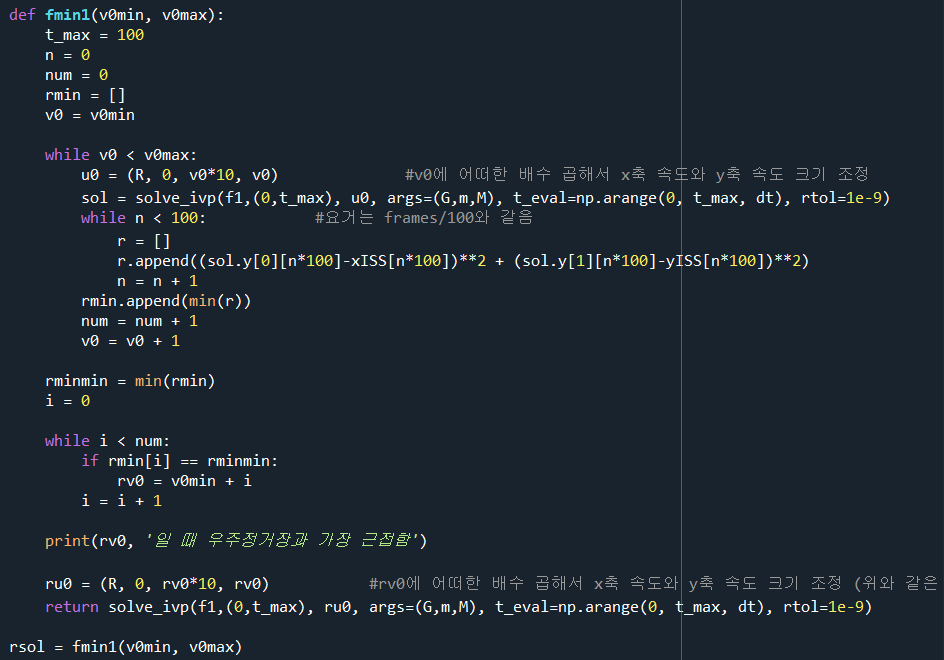 def fmin1(v0min, v0max):
    t_max = 100
    n = 0
    num = 0
    rmin = []
    v0 = v0min

    while v0 < v0max:
        u0 = (R, 0, v0*10, v0)              #v0에 어떠한 배수 곱해서 x축 속도와 y축 속도 크기 조정
        sol = solve_ivp(f1,(0,t_max), u0, args=(G,m,M), t_eval=np.arange(0, t_max, dt), rtol=1e-9)
        while n < 100:            #요거는 frames/100와 같음
            r = []
            r.append((sol.y[0][n*100]-xISS[n*100])**2 + (sol.y[1][n*100]-yISS[n*100])**2)
            n = n + 1
        rmin.append(min(r))
        num = num + 1
        v0 = v0 + 1

    rminmin = min(rmin)
    i = 0

    while i < num:
        if rmin[i] == rminmin:
            rv0 = v0min + i
        i = i + 1

    print(rv0, '일 때 우주정거장과 가장 근접함')

    ru0 = (R, 0, rv0*10, rv0)           #rv0에 어떠한 배수 곱해서 x축 속도와 y축 속도 크기 조정 (위와 같은
    return solve_ivp(f1,(0,t_max), ru0, args=(G,m,M), t_eval=np.arange(0, t_max, dt), rtol=1e-9)

rsol = fmin1(v0min, v0max)